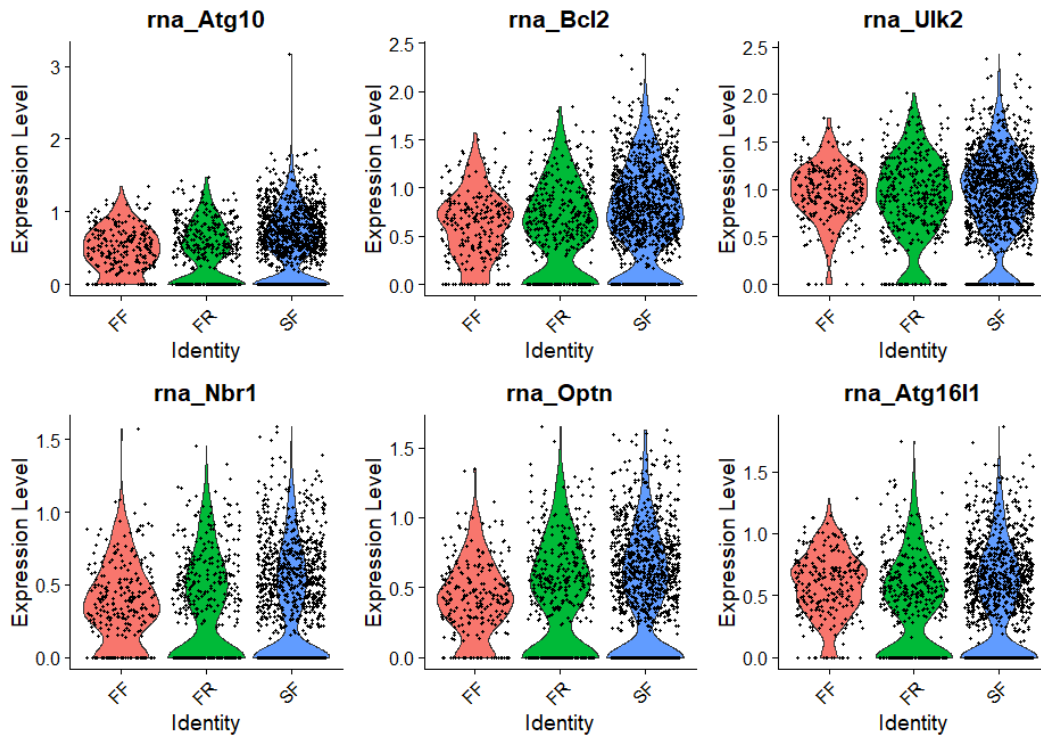 rna_Atg10
Expression Level
3
2
1
0
FF
FR
SF
Identity
rna_Bcl2
Expression Level
2.5
2.0
1.5
1.0
0.5
0.0
FF
FR
SF
Identity
rna_Ulk2
Expression Level
2.5
2.0
1.5
1.0
0.5
0.0
FF
FR
SF
Identity
rna_Nbr1
Expression Level
1.5
1.0
0.5
0.0
FF
FR
SF
Identity
rna_Optn
Expression Level
1.5
1.0
0.5
0.0
FF
FR
SF
Identity
rna_Atg16l1
Expression Level
1.5
1.0
0.5
0.0
FF
FR
SF
Identity